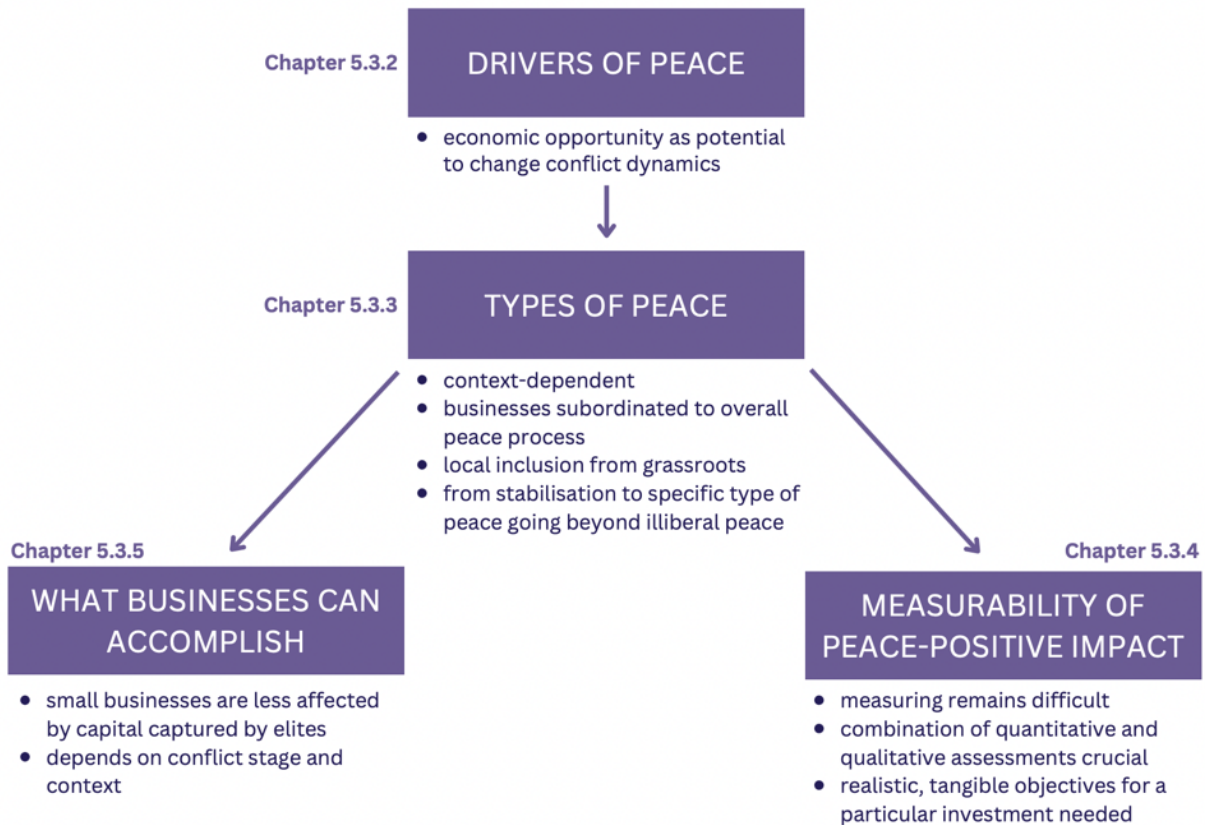 Chapter 5.3.2
DRIVERS OF PEACE
• economic opportunity as potential
to change conflict dynamics
Chapter 5.3.3
TYPES OF PEACE
• context-dependent
• businesses subordinated to overall
peace process
• local inclusion from grassroots
• from stabilisation to specific type of
peace going beyond illiberal peace
Chapter 5.3.5
WHAT BUSINESSES CAN
ACCOMPLISH
• small businesses are less affected
by capital captured by elites
• depends on conflict stage and
context
Chapter 5.3.4
MEASURABILITY OF
PEACE-POSITIVE IMPACT
• measuring remains difficult
• combination of quantitative and
qualitative assessments crucial
• realistic, tangible objectives for a
particular investment needed